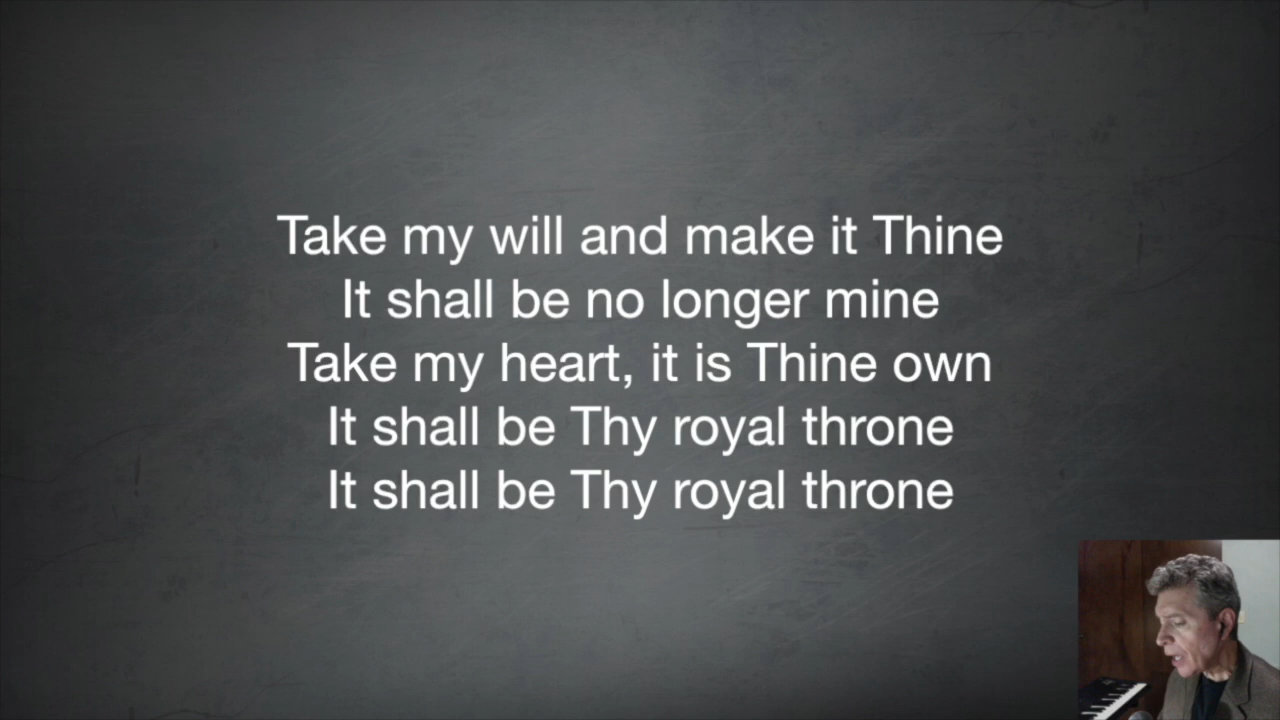 Take my will and make it Thine
It shall be no longer mine
Take my heart, it is Thine own
It shall be Thy royal throne
It shall be Thy royal throne